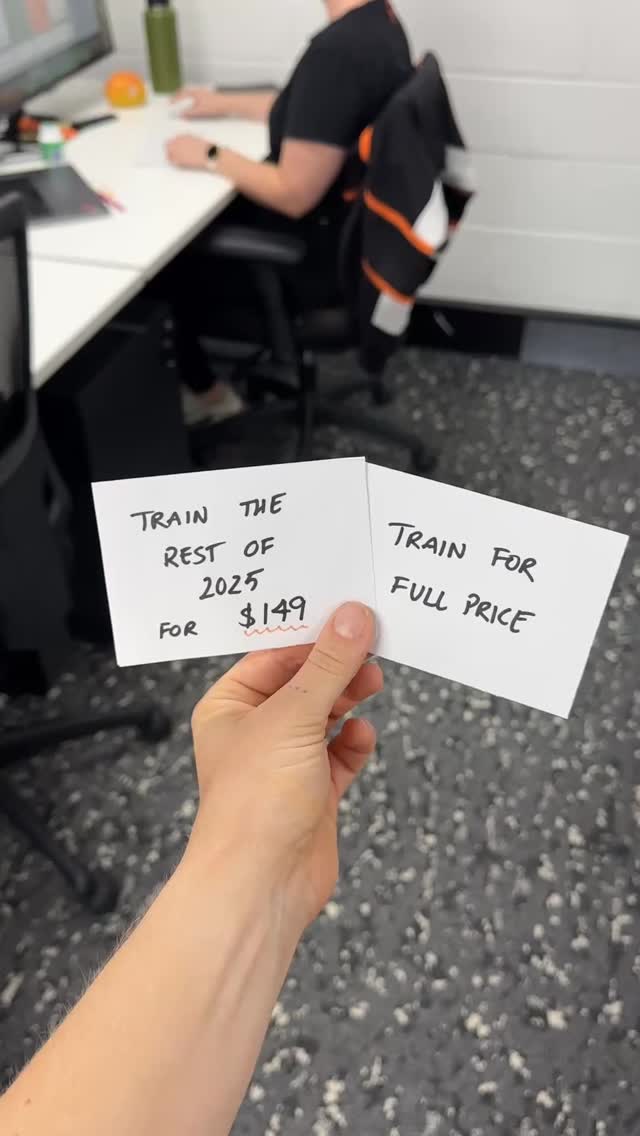 TRAIN THE
REST OF
2025
FOR $149
TRAIN FOR
FULL PRICE